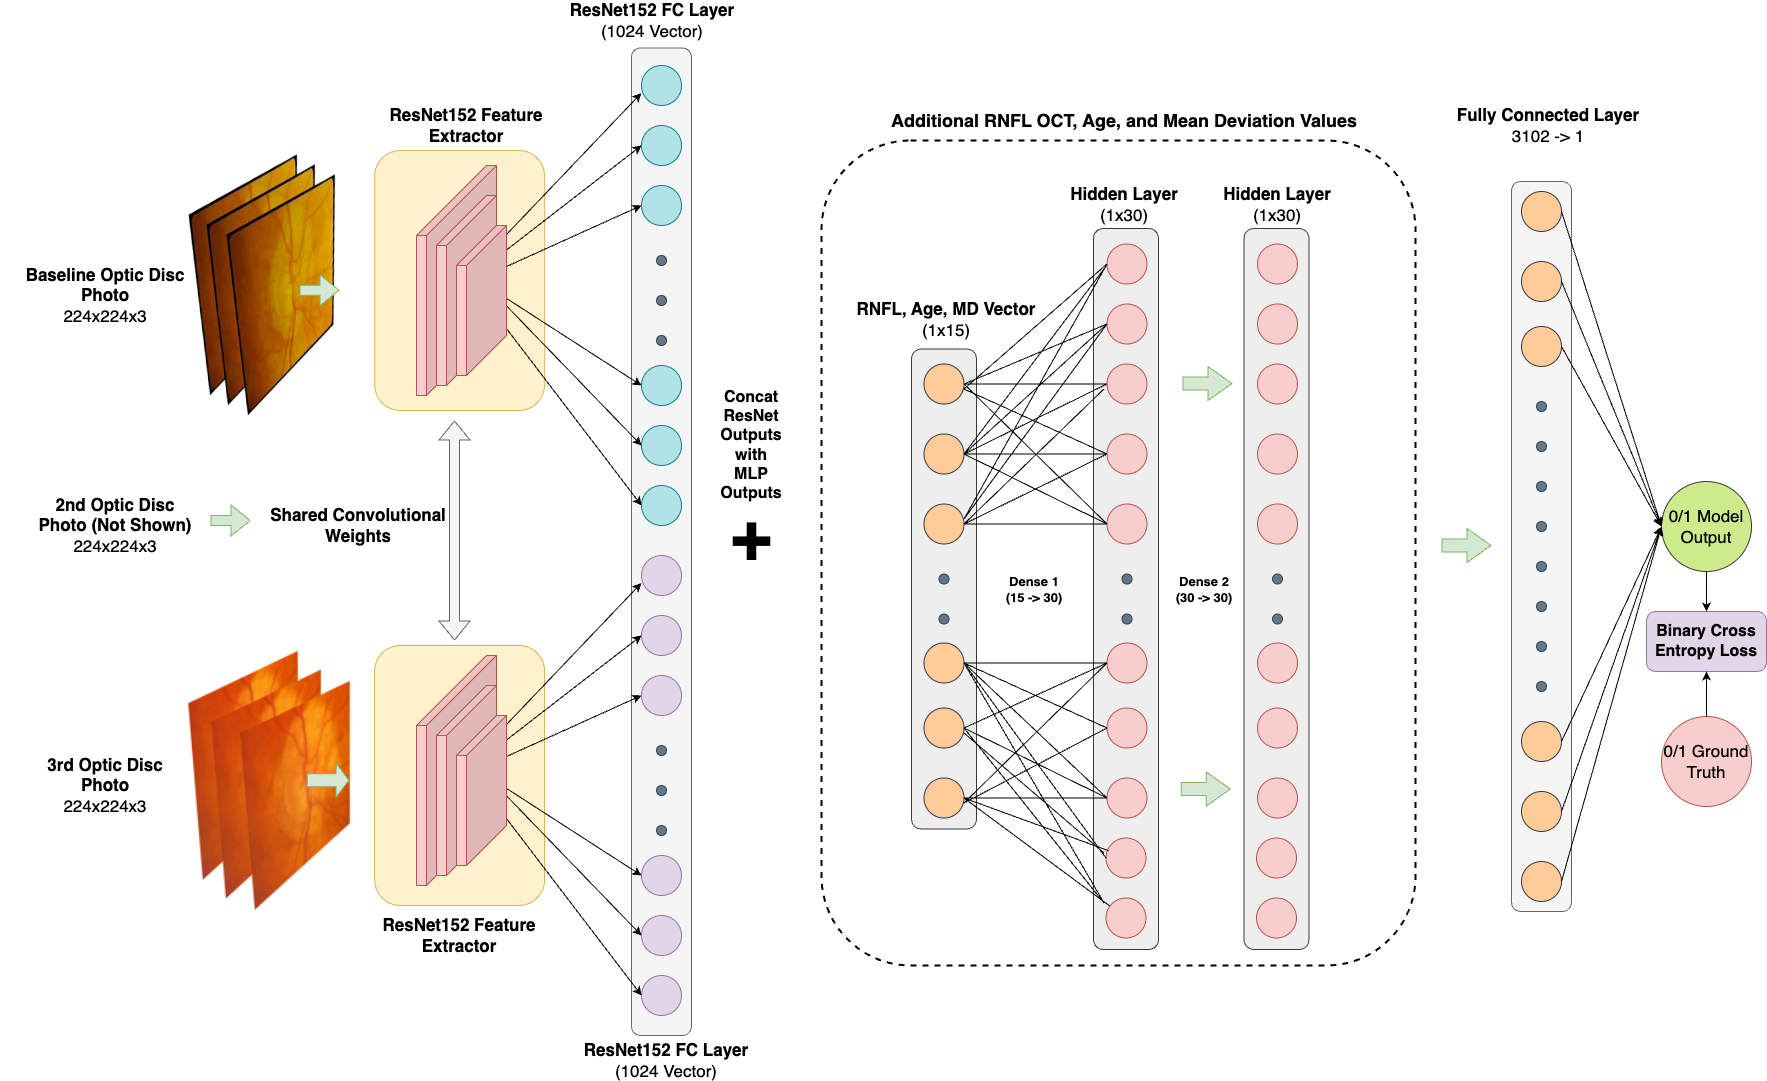 ResNet152 FC Layer
(1024 Vector)
ResNet152 Feature
Extractor
Baseline Optic Disc
Photo
224x224x3
2nd Optic Disc
Photo (Not Shown)
224x224x3
Shared Convolutional
Weights
3rd Optic Disc
Photo
224x224x3
ResNet152 Feature
Extractor
ResNet152 FC Layer
(1024 Vector)
Concat
ResNet
Outputs
with
MLP
Outputs
+
Additional RNFL OCT, Age, and Mean Deviation Values
RNFL, Age, MD Vector
(1x15)
Hidden Layer
(1x30)
Hidden Layer
(1x30)
Dense 1
(15 -> 30)
Dense 2
(30 -> 30)
Fully Connected Layer
3102 -> 1
0/1 Model
Output
Binary Cross
Entropy Loss
0/1 Ground
Truth